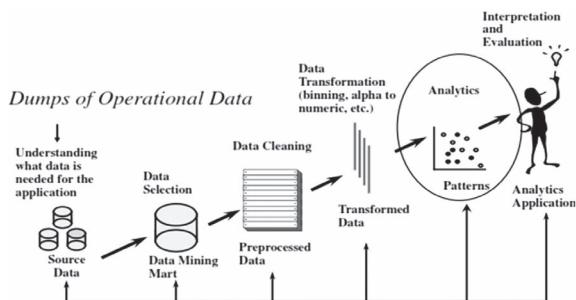 Interpretation
and
Evaluation
Data
Transformation
(binning, alpha to
numeric, etc.)
Analytics
Dumps of Operational Data
Understanding
what data is
needed for the
application
Data
Selection
Data Cleaning
Patterns
Analytics
Application
Transformed
Data
Preprocessed
Data
Source
Data
Data Mining
Mart